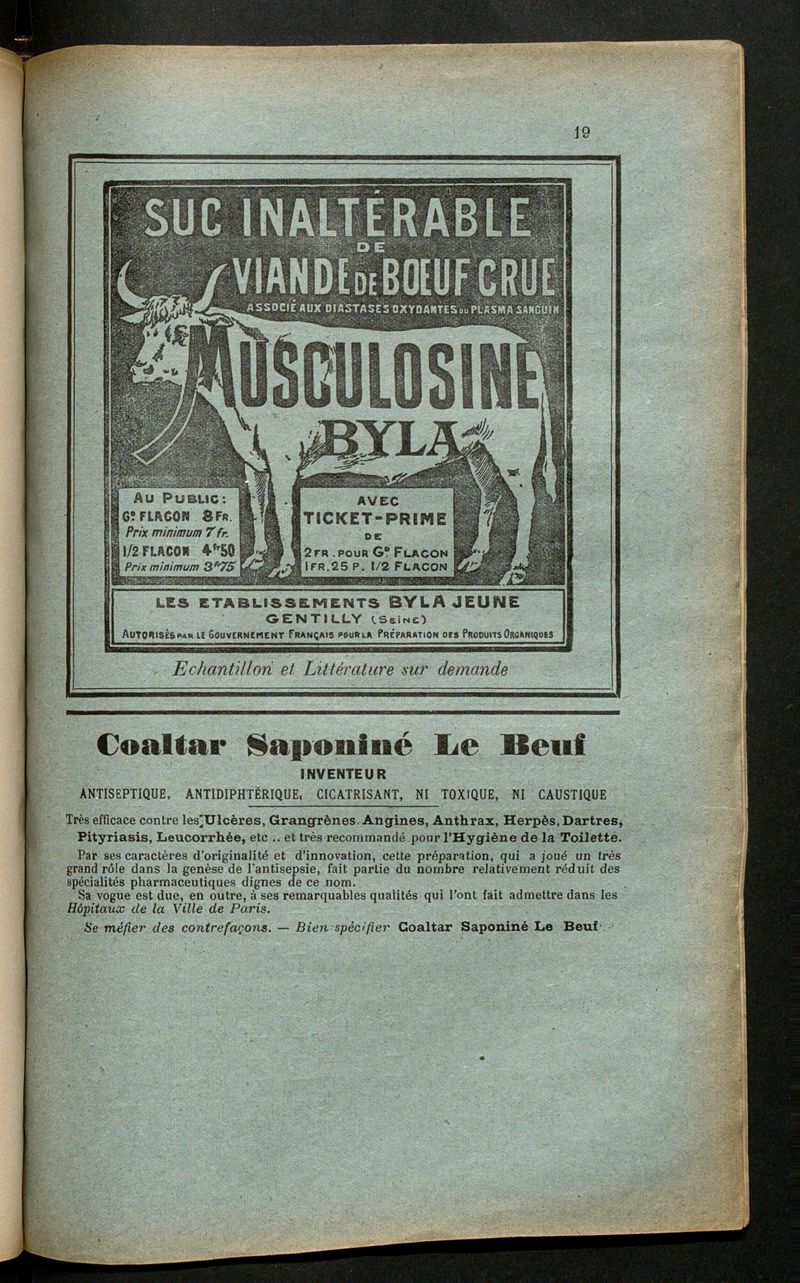 19
SUC INALTÉRABLE
DE
VIANDE DE BŒUF CRUE
ASSOCIÉ AUX DIASTASES OXYDANTES DU PLASMA SANGUIN
MUSCULOSINE
BYLA
AU PUBLIC:
Gᴰ FLACON 8 FR.
Prix minimum 7 fr.
1/2 FLACON 4fr50
Prix minimum 3fr75
AVEC
TICKET-PRIME
DE
2 FR. POUR Gᴰ FLACON
1 FR. 25 P. 1/2 FLACON
LES ETABLISSEMENTS BYLA JEUNE
GENTILLY (SEINE)
AUTORISÉS PAR LE GOUVERNEMENT FRANÇAIS POUR LA PRÉPARATION DES PRODUITS ORGANIQUES
Echantillon et Littérature sur demande
Coaltar Saponiné Le Beuf
INVENTEUR
ANTISEPTIQUE, ANTIDIPHTÉRIQUE, CICATRISANT, NI TOXIQUE, NI CAUSTIQUE
Très efficace contre les Ulcères, Grangrènes. Angines, Anthrax, Herpès, Dartres,
Pityriasis, Leucorrhée, etc .. et très recommandé pour l'Hygiène de la Toilette.
Par ses caractères d'originalité et d'innovation, cette préparation, qui a joué un très
grand rôle dans la genèse de l'antisepsie, fait partie du nombre relativement réduit des
spécialités pharmaceutiques dignes de ce nom.
Sa vogue est due, en outre, à ses remarquables qualités qui l'ont fait admettre dans les
Hôpitaux de la Ville de Paris.
Se méfier des contrefaçons. — Bien spécifier Coaltar Saponiné Le Beuf